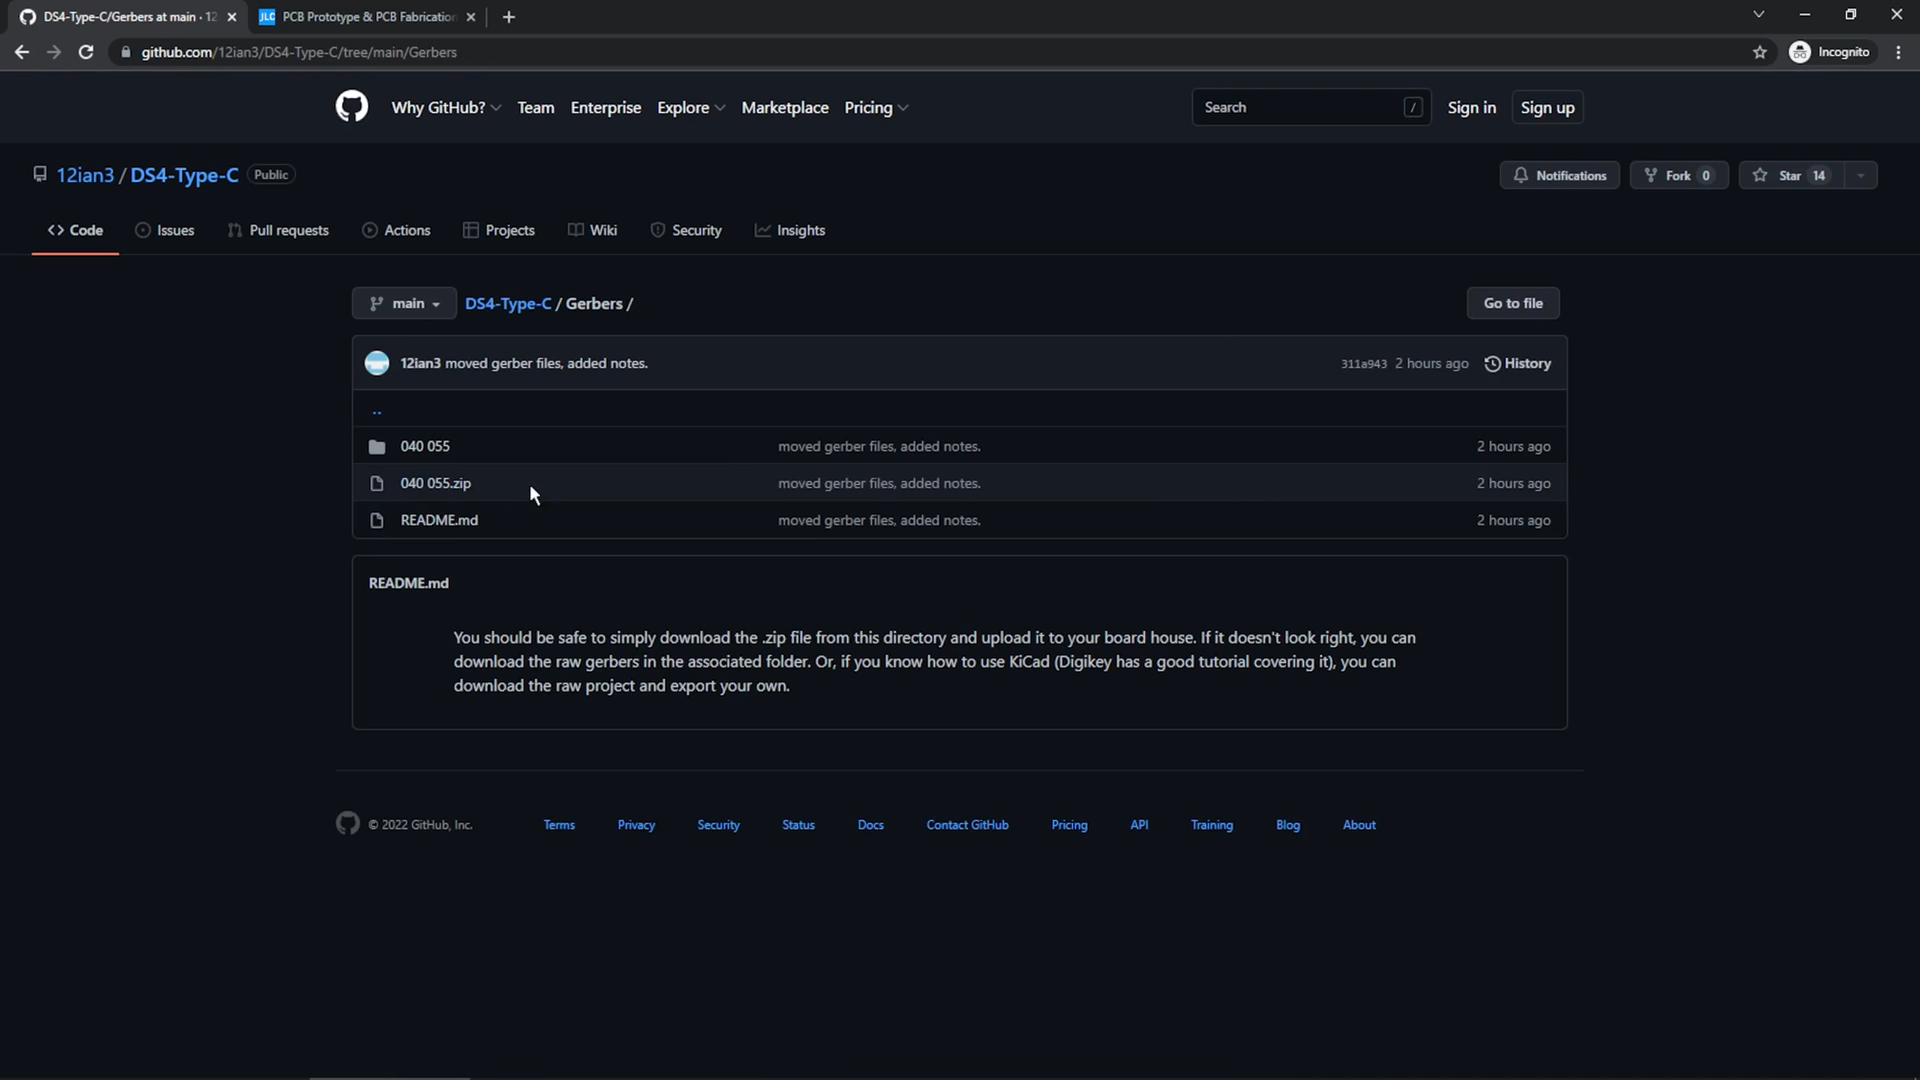 DS4-Type-C/Gerbers at main · 12
JLC PCB Prototype & PCB Fabrication
github.com/12ian3/DS4-Type-C/tree/main/Gerbers
Incognito
Why GitHub? Team Enterprise Explore Marketplace Pricing
Search /
Sign in Sign up
12ian3 / DS4-Type-C Public
Notifications Fork 0 Star 14
Code Issues Pull requests Actions Projects Wiki Security Insights
main DS4-Type-C / Gerbers / Go to file
12ian3 moved gerber files, added notes. 311a943 2 hours ago History
..
040 055 moved gerber files, added notes. 2 hours ago
040 055.zip moved gerber files, added notes. 2 hours ago
README.md moved gerber files, added notes. 2 hours ago
README.md
You should be safe to simply download the .zip file from this directory and upload it to your board house. If it doesn't look right, you can
download the raw gerbers in the associated folder. Or, if you know how to use KiCad (Digikey has a good tutorial covering it), you can
download the raw project and export your own.
© 2022 GitHub, Inc. Terms Privacy Security Status Docs Contact GitHub Pricing API Training Blog About